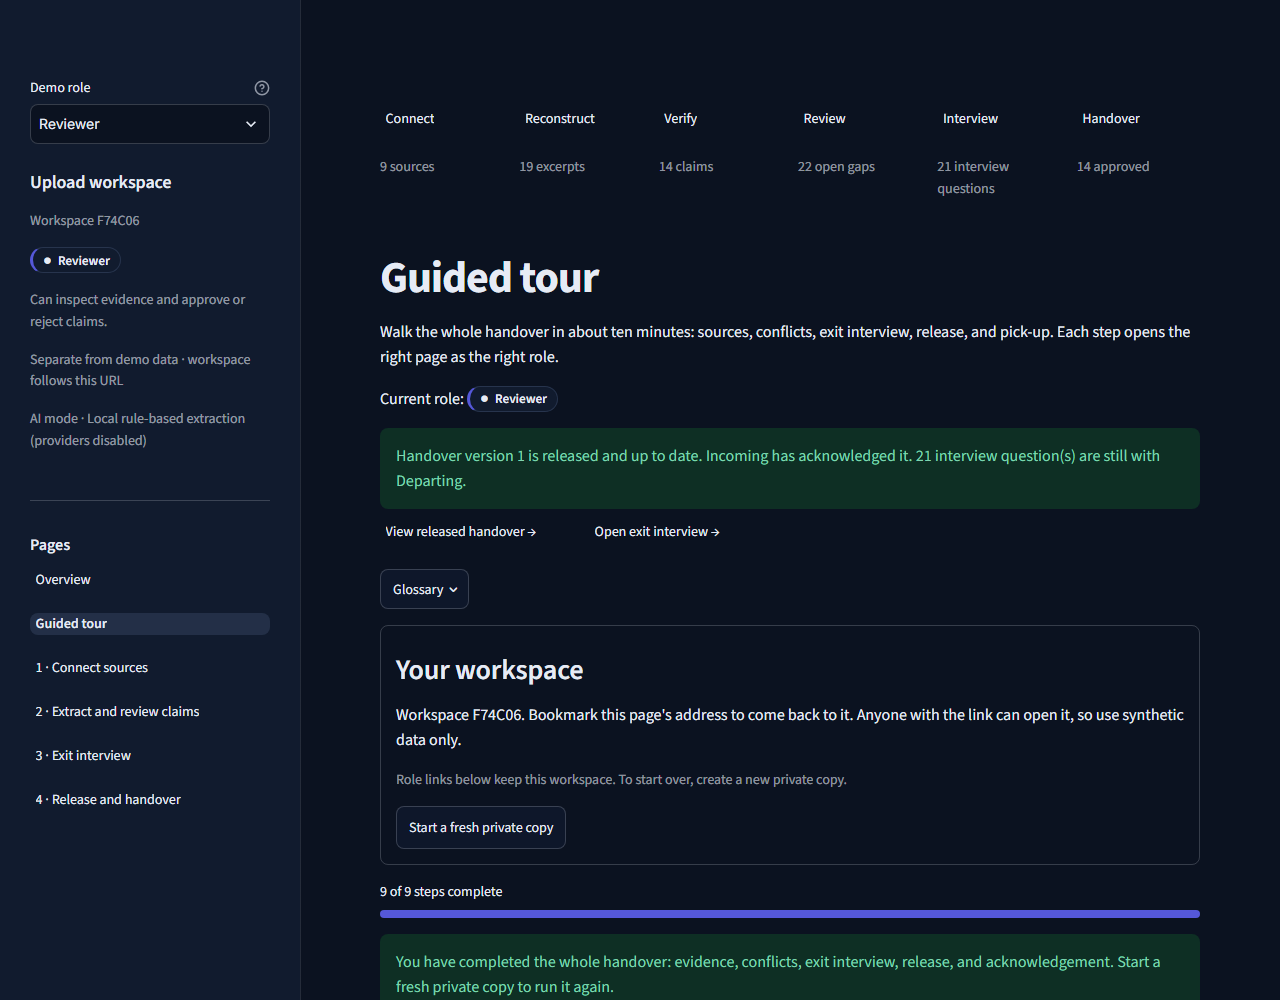 Demo role
Reviewer
Upload workspace
Workspace F74C06
Reviewer
Can inspect evidence and approve or
reject claims.
Separate from demo data · workspace
follows this URL
AI mode · Local rule-based extraction
(providers disabled)
Pages
Overview
Guided tour
1 · Connect sources
2 · Extract and review claims
3 · Exit interview
4 · Release and handover
Connect
Reconstruct
Verify
Review
Interview
Handover
9 sources
19 excerpts
14 claims
22 open gaps
21 interview
questions
14 approved
Guided tour
Walk the whole handover in about ten minutes: sources, conflicts, exit interview, release, and pick-up. Each step opens the
right page as the right role.
Current role: Reviewer
Handover version 1 is released and up to date. Incoming has acknowledged it. 21 interview question(s) are still with
Departing.
View released handover →
Open exit interview →
Glossary
Your workspace
Workspace F74C06. Bookmark this page's address to come back to it. Anyone with the link can open it, so use synthetic
data only.
Role links below keep this workspace. To start over, create a new private copy.
Start a fresh private copy
9 of 9 steps complete
You have completed the whole handover: evidence, conflicts, exit interview, release, and acknowledgement. Start a
fresh private copy to run it again.